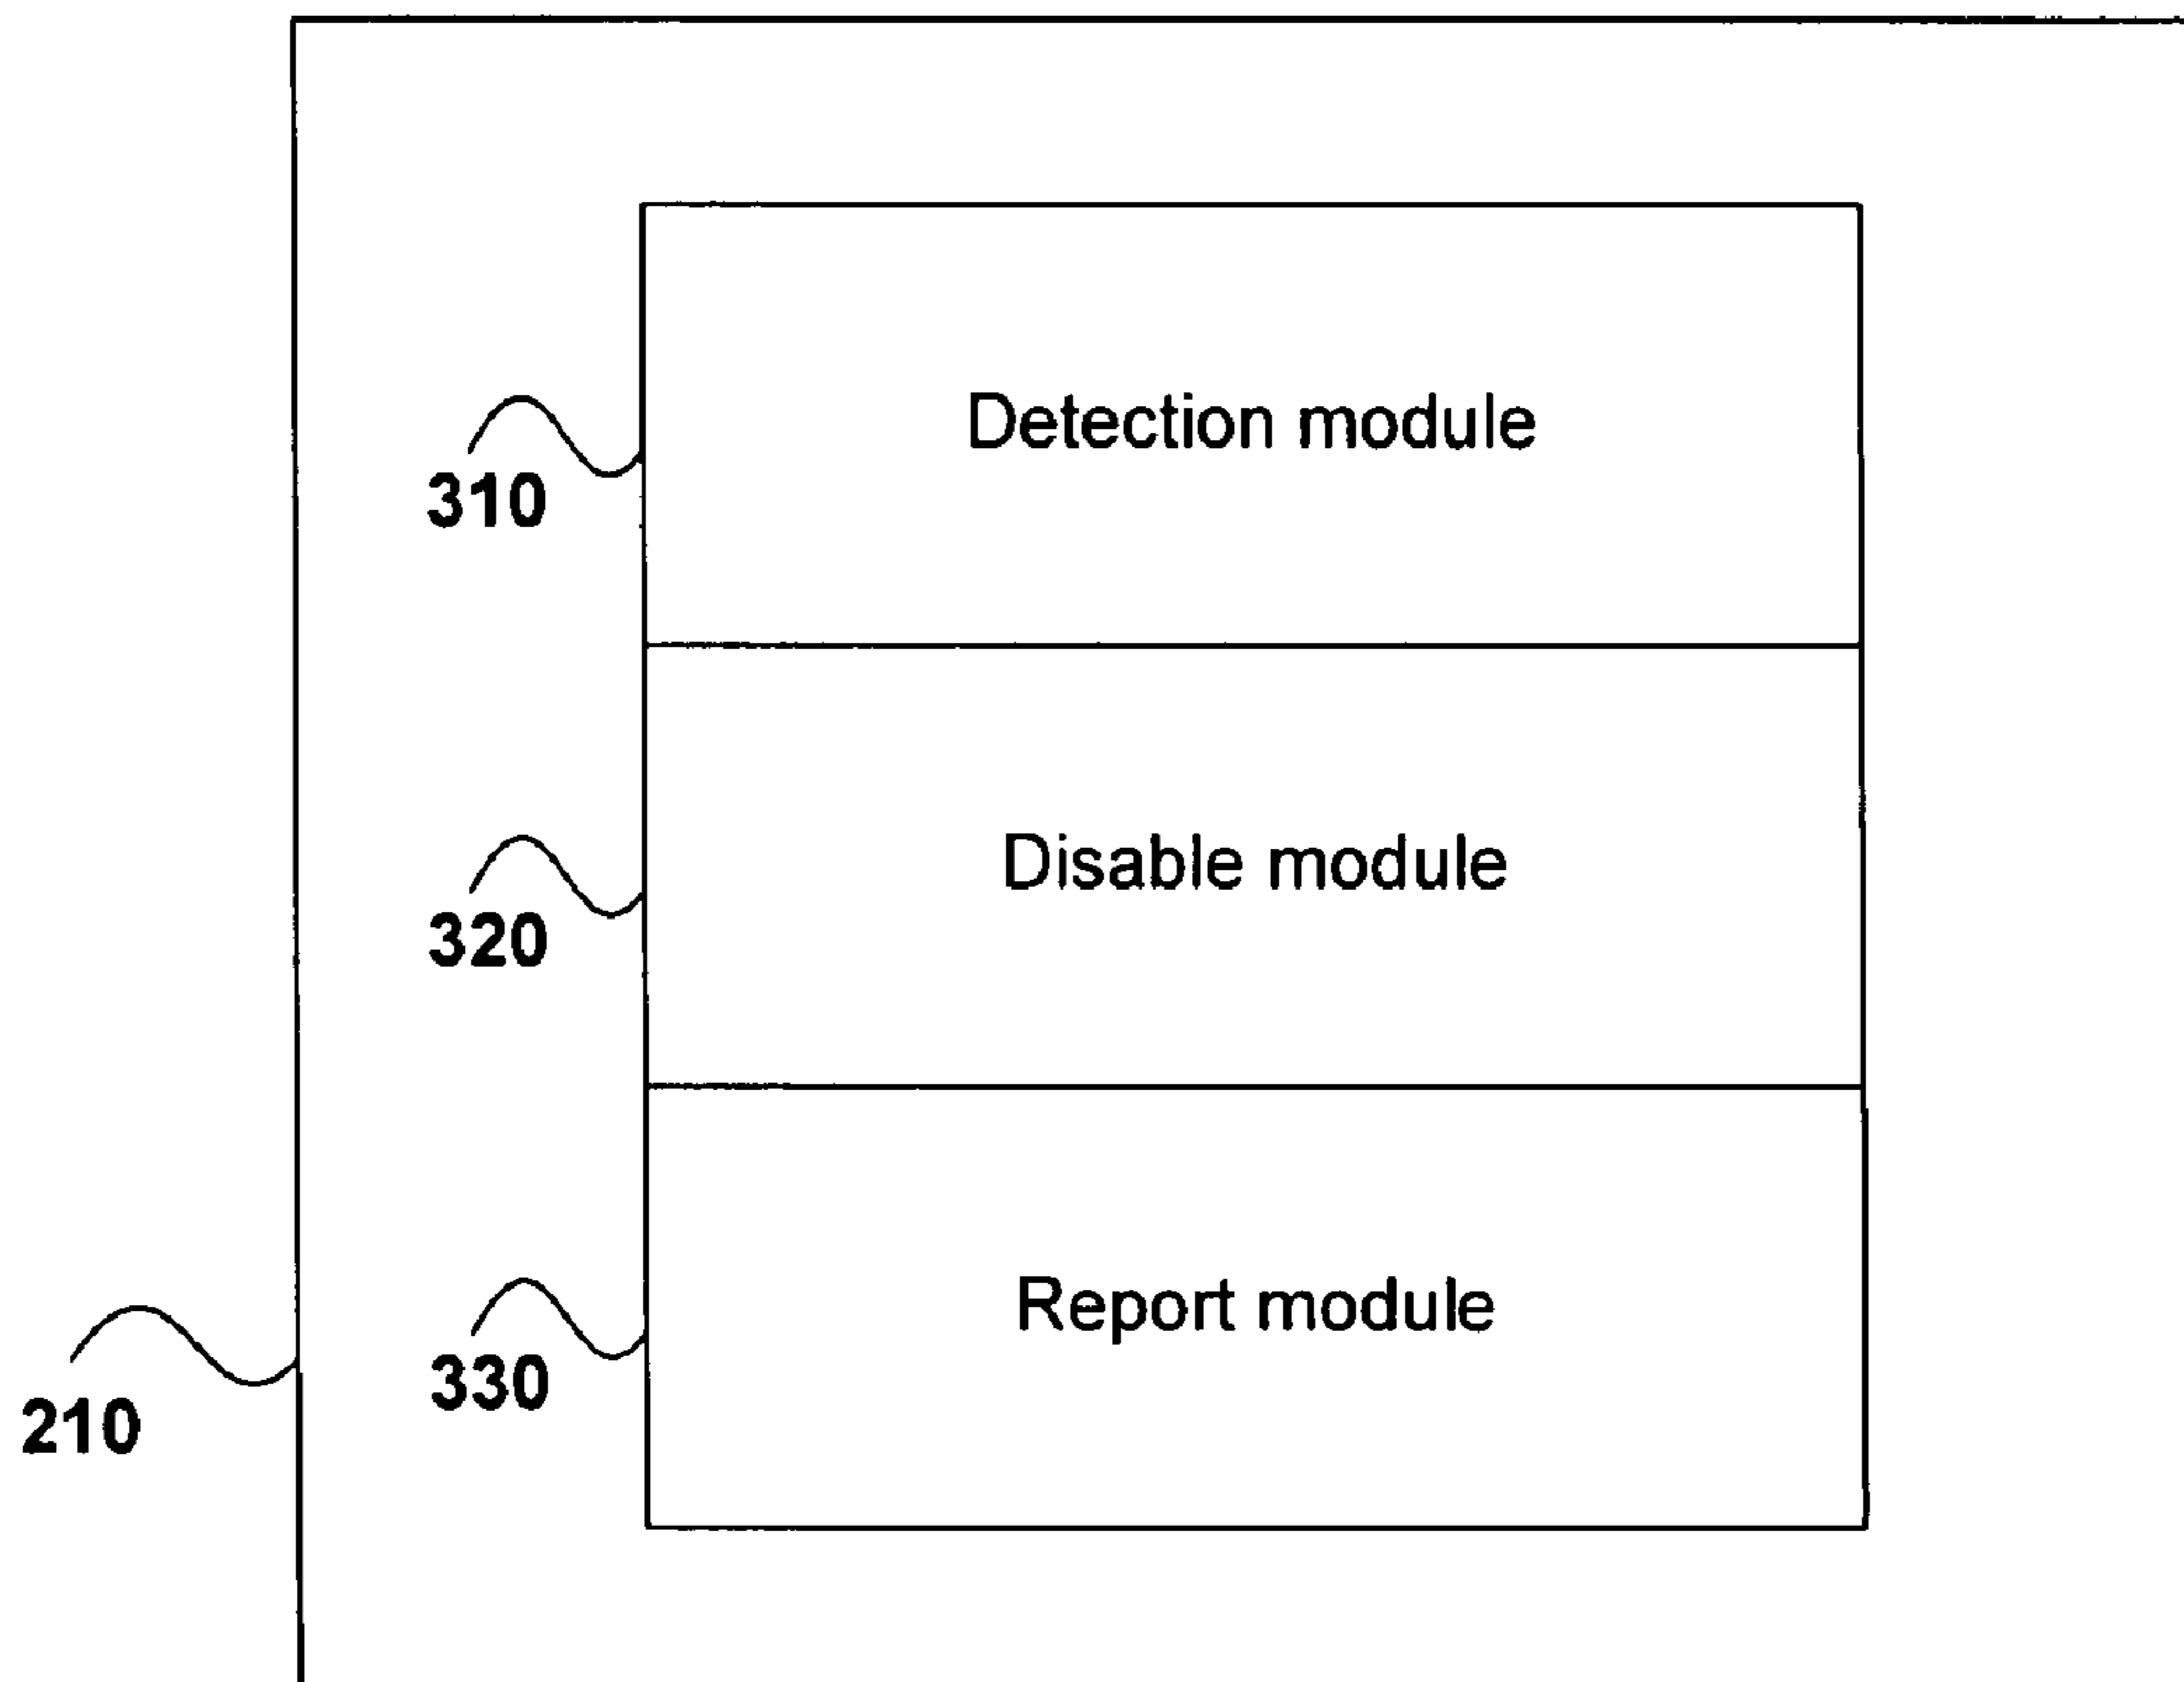 Detection module
310
Disable module
320
Report module
330
210